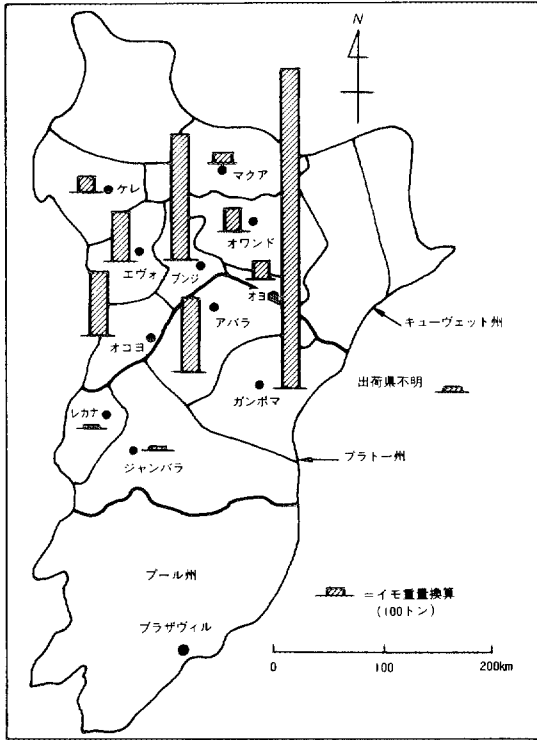 N
マクア
ケレ
オワンド
エヴォ
ブンジ
オヨ
アバラ
キューヴェット州
オコヨ
出荷県不明
ガンボマ
レカナ
ジャンバラ
プラトー州
プール州
=イモ重量換算
(100トン)
ブラザヴィル
0 100 200km